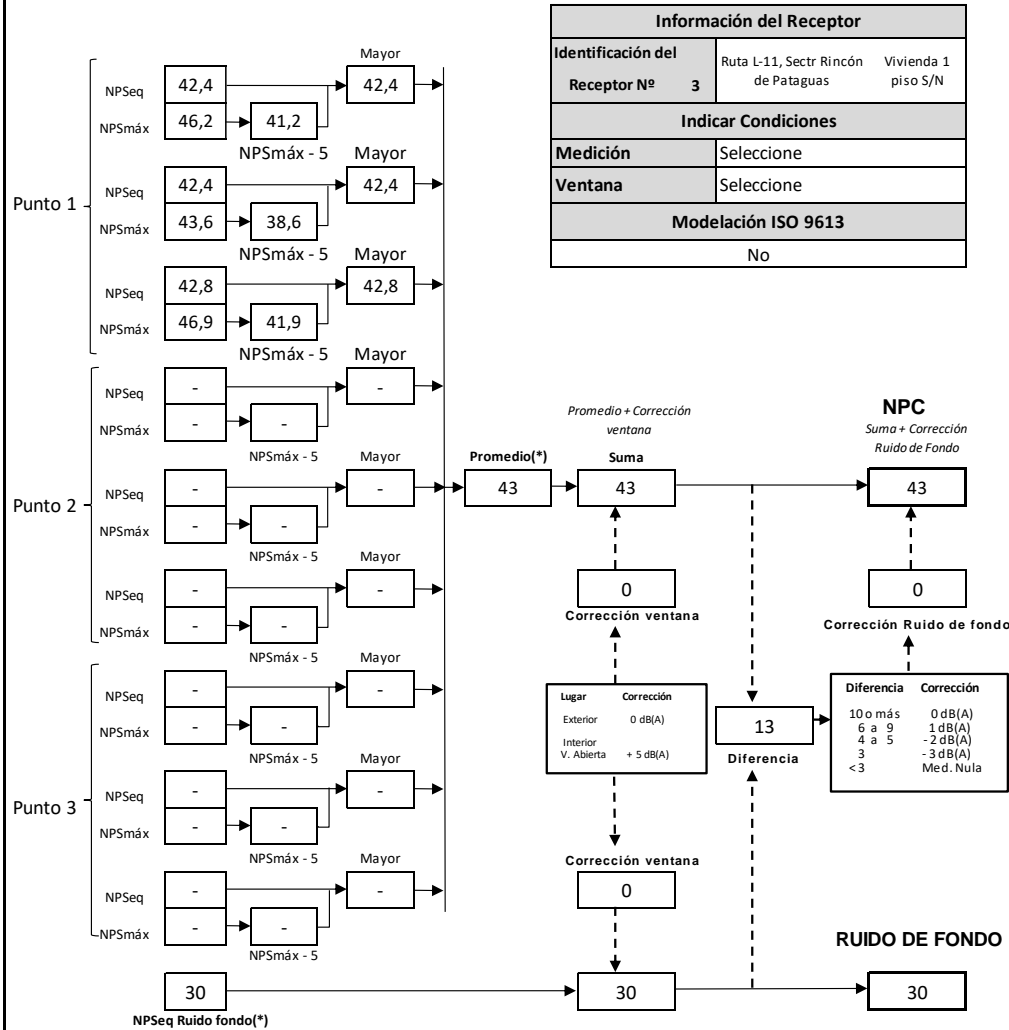 Información del Receptor
Identificación del
Receptor Nº 3
Ruta L-11, Sectr Rincón
de Pataguas
Vivienda 1
piso S/N
Indicar Condiciones
Medición Seleccione
Ventana Seleccione
Modelación ISO 9613
No
Punto 1
Mayor
NPSeq 42,4 42,4
NPSmáx 46,2 41,2
NPSmáx - 5 Mayor
NPSeq 42,4 42,4
NPSmáx 43,6 38,6
NPSmáx - 5 Mayor
NPSeq 42,8 42,8
NPSmáx 46,9 41,9
NPSmáx - 5 Mayor
Punto 2
NPSeq - -
NPSmáx - -
NPSmáx - 5 Mayor
NPSeq - -
NPSmáx - -
NPSmáx - 5 Mayor
NPSeq - -
NPSmáx - -
NPSmáx - 5 Mayor
Punto 3
NPSeq - -
NPSmáx - -
NPSmáx - 5 Mayor
NPSeq - -
NPSmáx - -
NPSmáx - 5 Mayor
NPSeq - -
NPSmáx - -
NPSmáx - 5
30
NPSeq Ruido fondo(*)
Promedio(*)
43
Promedio + Corrección
ventana
Suma
43
0
Corrección ventana
Lugar Corrección
Exterior 0 dB(A)
Interior
V. Abierta + 5 dB(A)
Corrección ventana
0
30
13
Diferencia
NPC
Suma + Corrección
Ruido de Fondo
43
0
Corrección Ruido de fondo
Diferencia Corrección
10 o más 0 dB(A)
6 a 9 1 dB(A)
4 a 5 - 2 dB(A)
3 - 3 dB(A)
< 3 Med. Nula
RUIDO DE FONDO
30